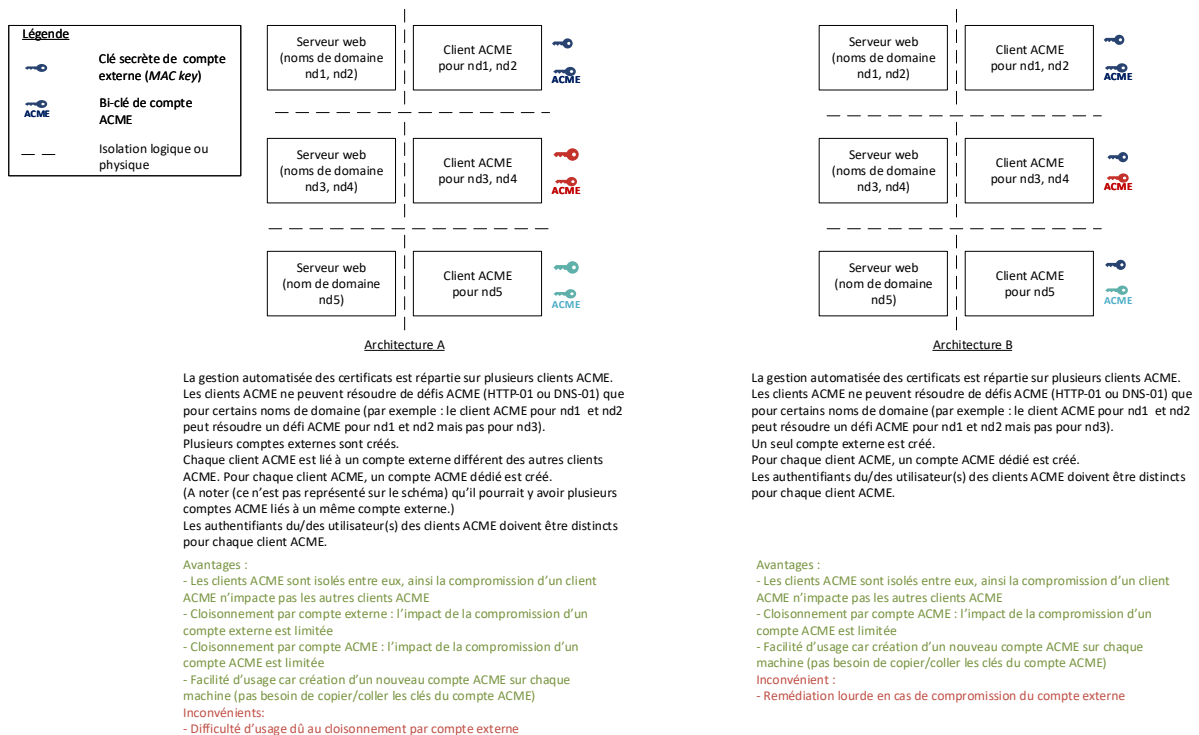 Légende
Clé secrète de compte
externe (MAC key)
ACME
Bi-clé de compte
ACME
Isolation logique ou
physique
Serveur web
(noms de domaine
nd1, nd2)
Client ACME
pour nd1, nd2
ACME
Serveur web
(noms de domaine
nd3, nd4)
Client ACME
pour nd3, nd4
ACME
Serveur web
(nom de domaine
nd5)
Client ACME
pour nd5
ACME
Architecture A
La gestion automatisée des certificats est répartie sur plusieurs clients ACME.
Les clients ACME ne peuvent résoudre de défis ACME (HTTP-01 ou DNS-01) que
pour certains noms de domaine (par exemple : le client ACME pour nd1 et nd2
peut résoudre un défi ACME pour nd1 et nd2 mais pas pour nd3).
Plusieurs comptes externes sont créés.
Chaque client ACME est lié à un compte externe différent des autres clients
ACME. Pour chaque client ACME, un compte ACME dédié est créé.
(A noter (ce n'est pas représenté sur le schéma) qu'il pourrait y avoir plusieurs
comptes ACME liés à un même compte externe.)
Les authentifiants du/des utilisateur(s) des clients ACME doivent être distincts
pour chaque client ACME.
Avantages :
- Les clients ACME sont isolés entre eux, ainsi la compromission d'un client
ACME n'impacte pas les autres clients ACME
- Cloisonnement par compte externe : l'impact de la compromission d'un
compte externe est limitée
- Cloisonnement par compte ACME : l'impact de la compromission d'un
compte ACME est limitée
- Facilité d'usage car création d'un nouveau compte ACME sur chaque
machine (pas besoin de copier/coller les clés du compte ACME)
Inconvénients:
- Difficulté d'usage dû au cloisonnement par compte externe
Serveur web
(noms de domaine
nd1, nd2)
Client ACME
pour nd1, nd2
ACME
Serveur web
(noms de domaine
nd3, nd4)
Client ACME
pour nd3, nd4
ACME
Serveur web
(nom de domaine
nd5)
Client ACME
pour nd5
ACME
Architecture B
La gestion automatisée des certificats est répartie sur plusieurs clients ACME.
Les clients ACME ne peuvent résoudre de défis ACME (HTTP-01 ou DNS-01) que
pour certains noms de domaine (par exemple : le client ACME pour nd1 et nd2
peut résoudre un défi ACME pour nd1 et nd2 mais pas pour nd3).
Un seul compte externe est créé.
Pour chaque client ACME, un compte ACME dédié est créé.
Les authentifiants du/des utilisateur(s) des clients ACME doivent être distincts
pour chaque client ACME.
Avantages :
- Les clients ACME sont isolés entre eux, ainsi la compromission d'un client
ACME n'impacte pas les autres clients ACME
- Cloisonnement par compte ACME : l'impact de la compromission d'un
compte ACME est limitée
- Facilité d'usage car création d'un nouveau compte ACME sur chaque
machine (pas besoin de copier/coller les clés du compte ACME)
Inconvénient :
- Remédiation lourde en cas de compromission du compte externe